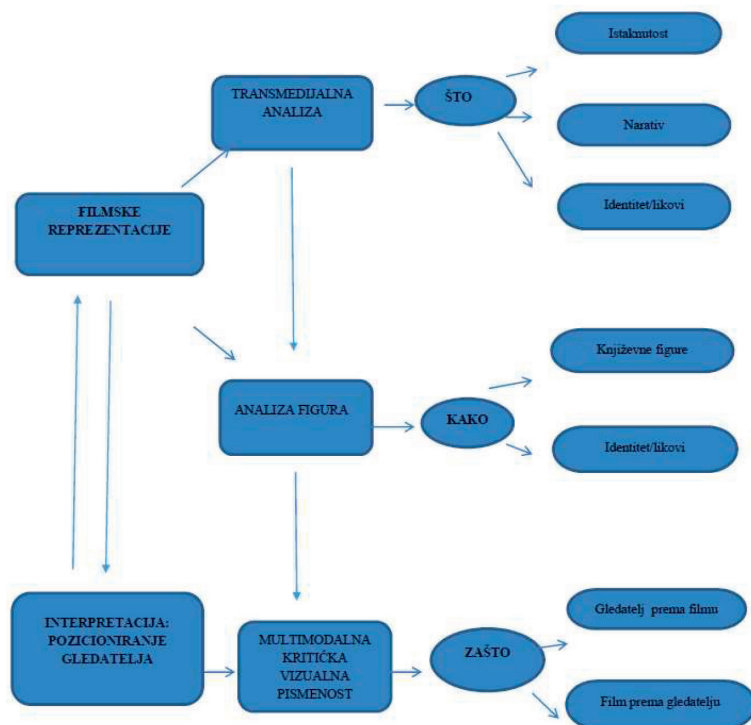 Istaknutost
TRANSMEDIJALNA
ANALIZA
ŠTO
Narativ
FILMSKE
REPREZENTACIJE
Identitet/likovi
Književne figure
ANALIZA FIGURA
KAKO
Identitet/likovi
INTERPRETACIJA:
POZICIONIRANJE
GLEDATELJA
MULTIMODALNA
KRITIČKA
VIZUALNA
PISMENOST
ZAŠTO
Gledatelj prema filmu
Film prema gledatelju